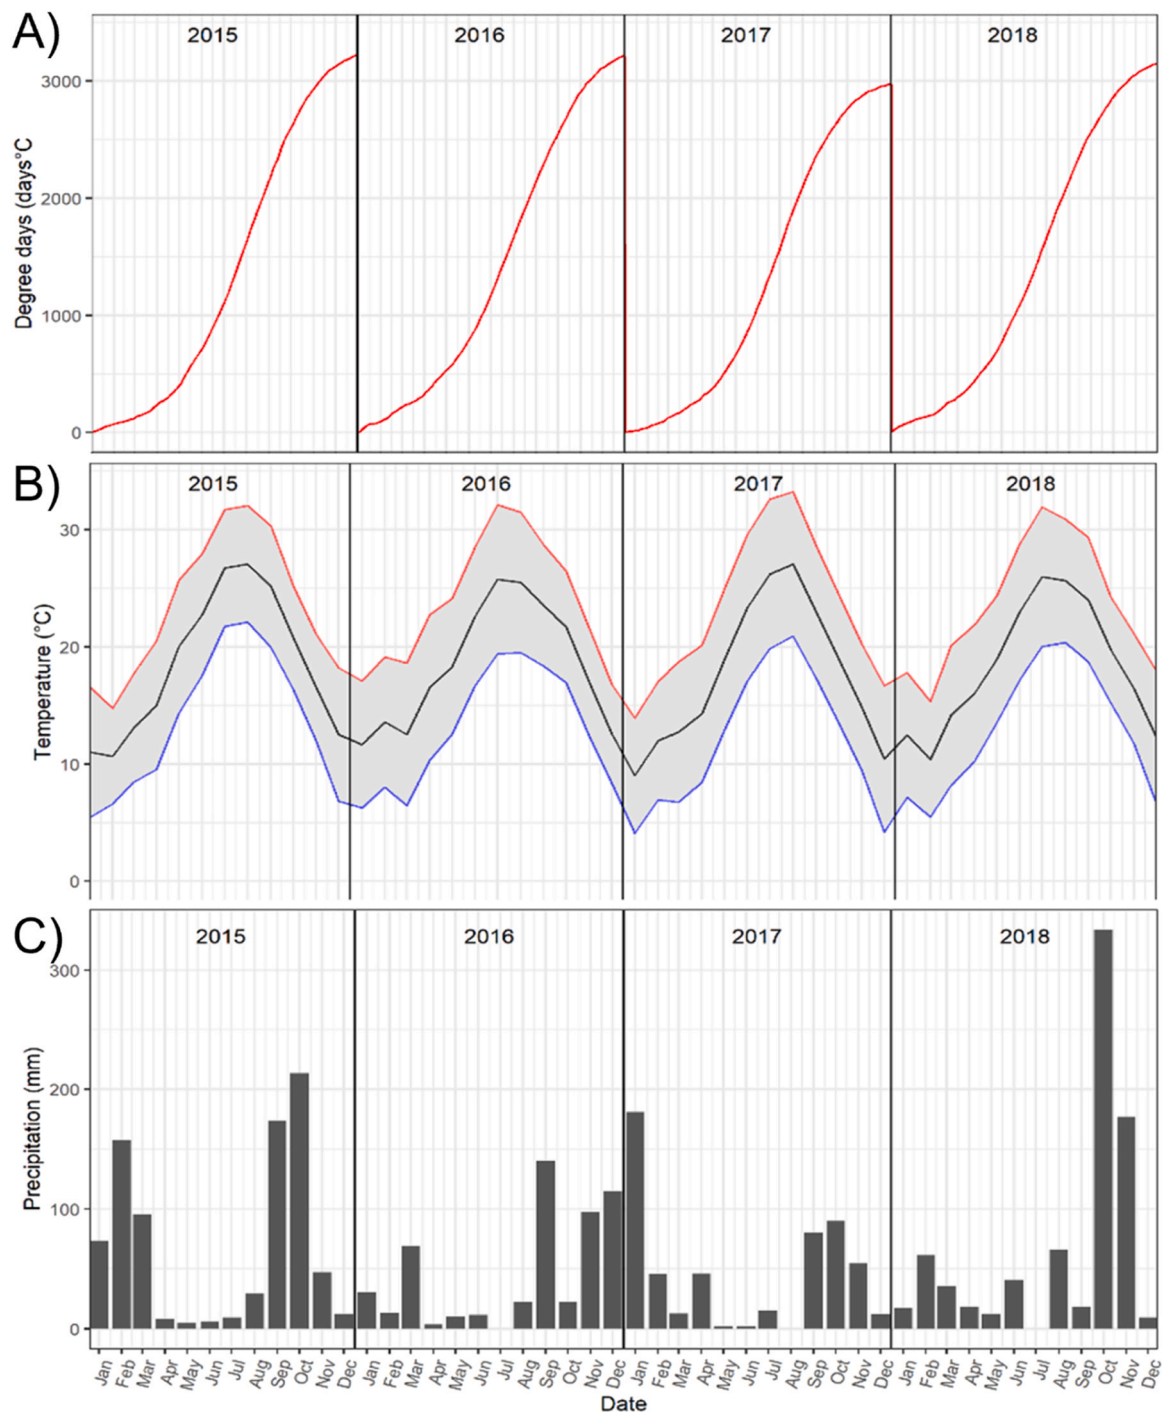 A)
2015 2016 2017 2018
3000
2000
1000
0
Degree days (days°C
B)
2015 2016 2017 2018
30
20
10
0
Temperature (°C)
C)
2015 2016 2017 2018
300
200
100
0
Precipitation (mm)
Jan Feb Mar Apr May Jun Jul Aug Sep Oct Nov Dec Jan Feb Mar Apr May Jun Jul Aug Sep Oct Nov Dec Jan Feb Mar Apr May Jun Jul Aug Sep Oct Nov Dec Jan Feb Mar Apr May Jun Jul Aug Sep Oct Nov Dec
Date